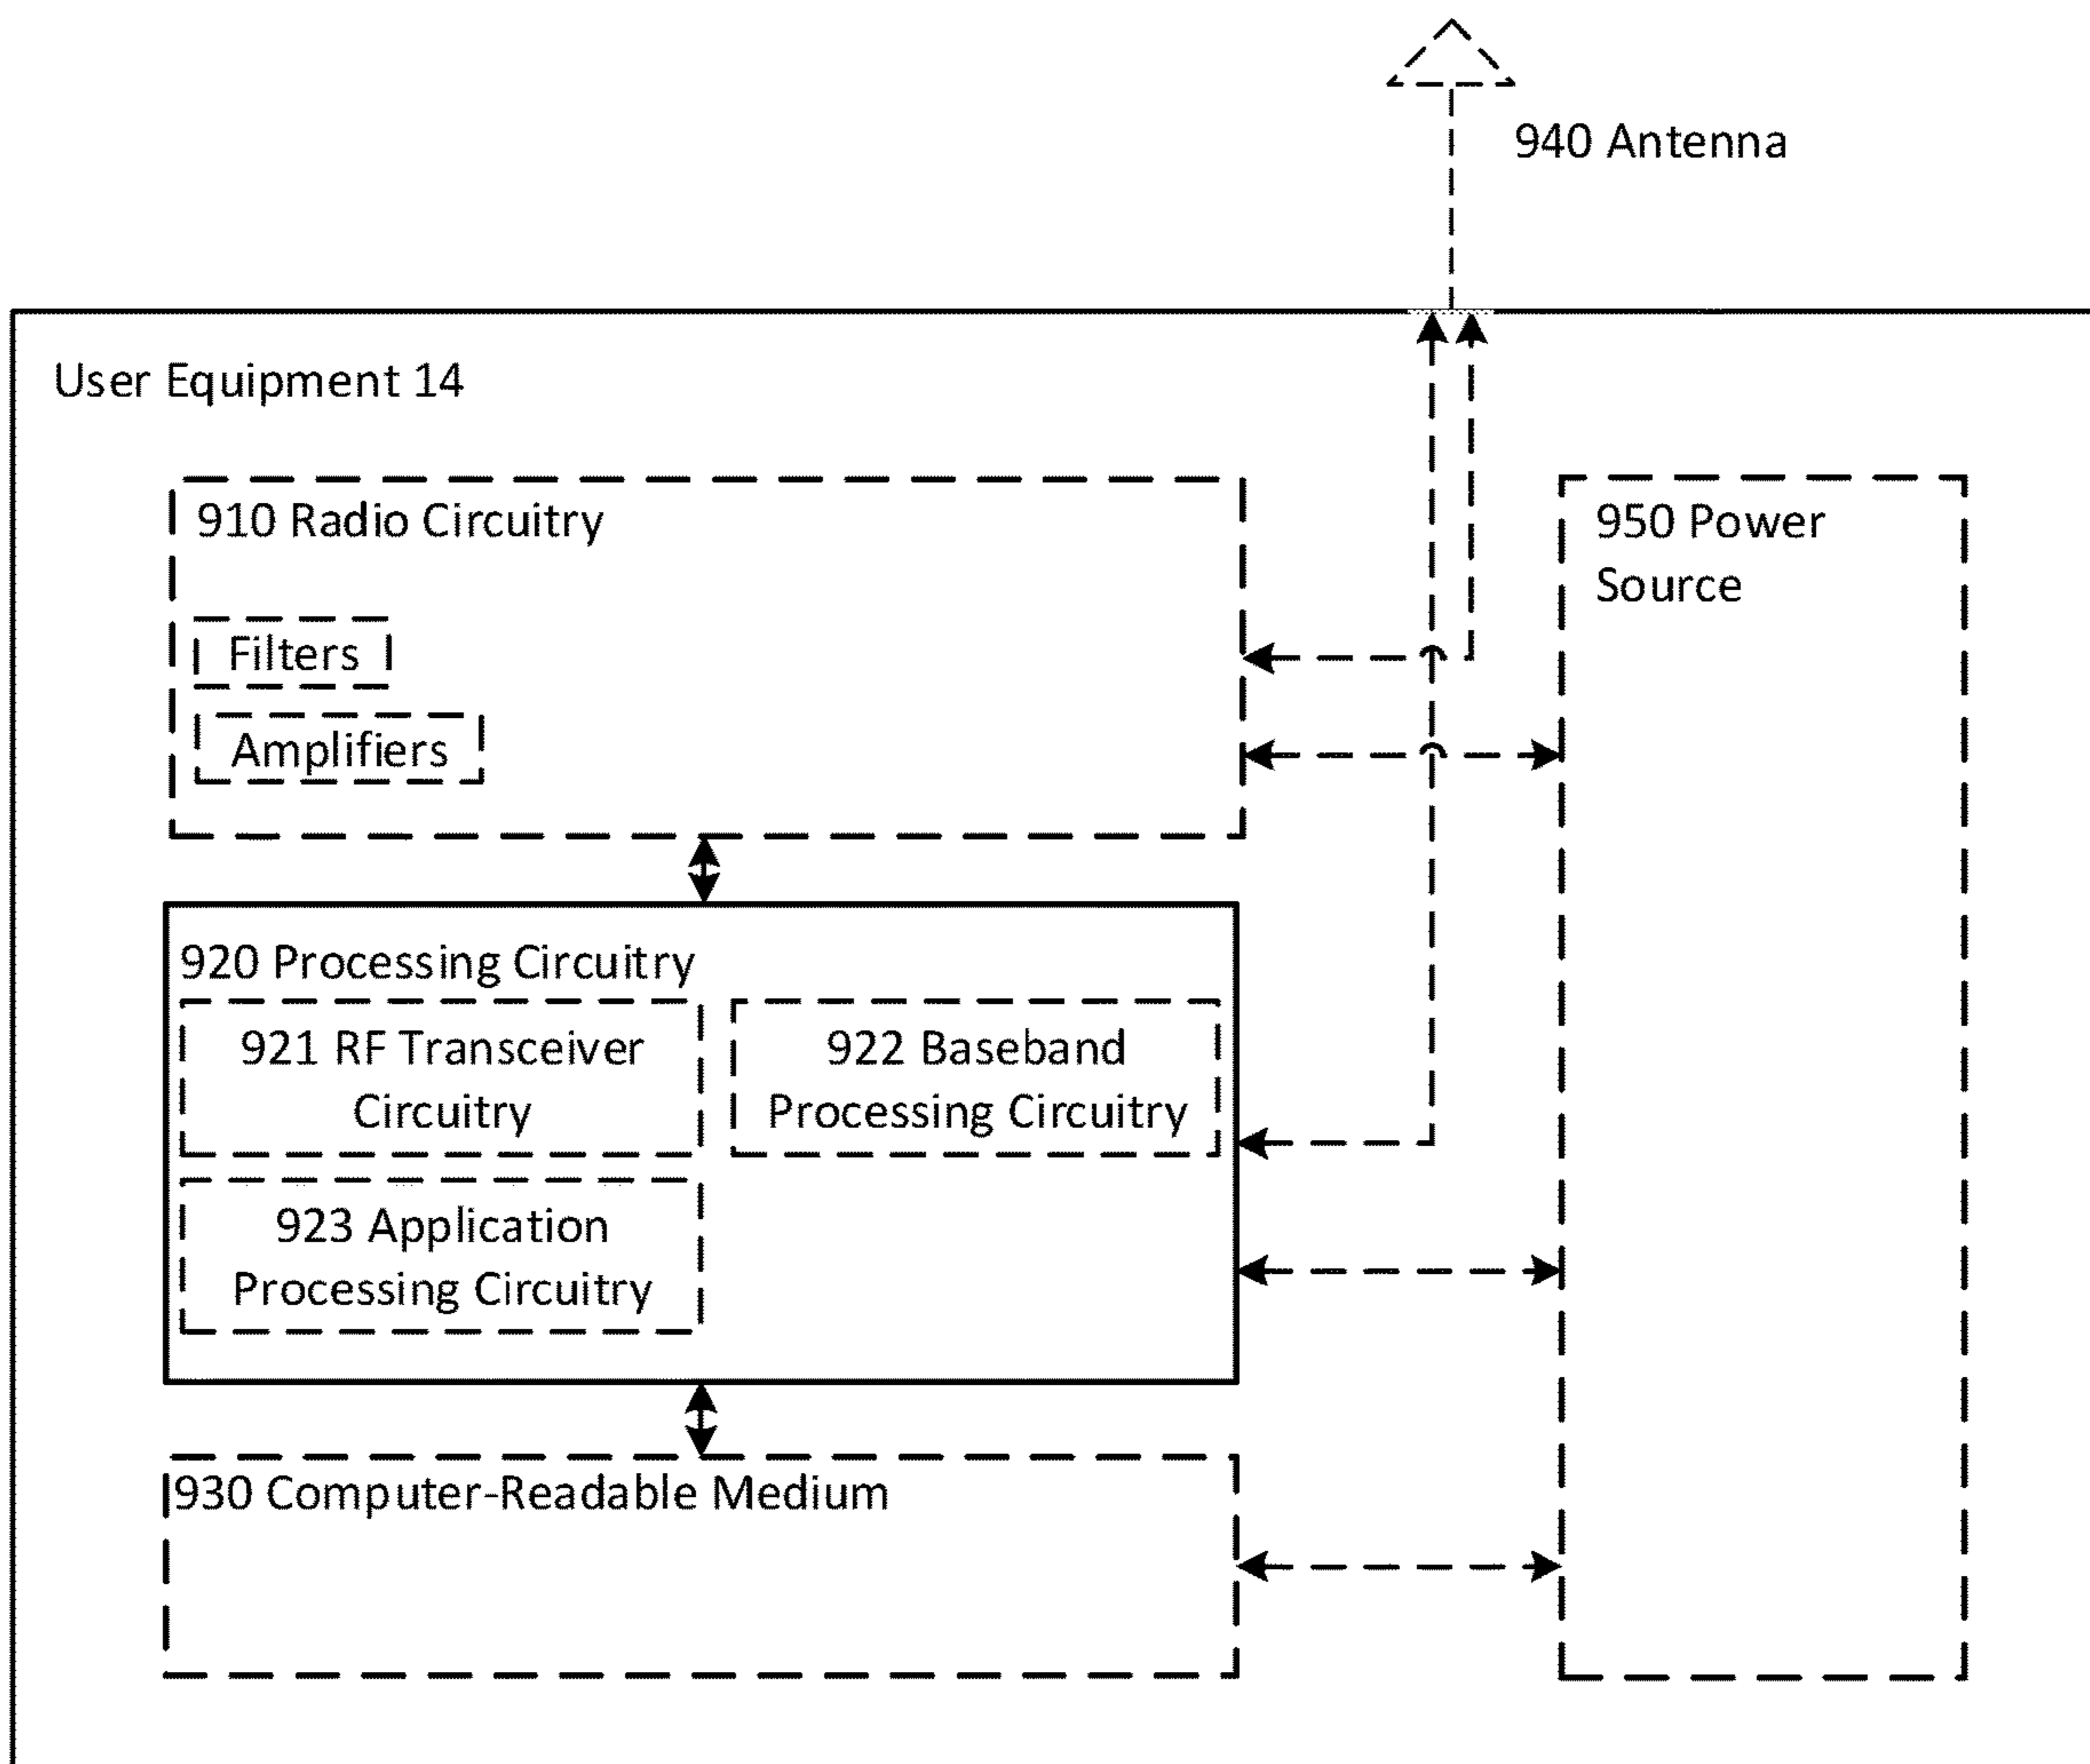 940 Antenna
User Equipment 14
910 Radio Circuitry
Filters
Amplifiers
950 Power
Source
920 Processing Circuitry
921 RF Transceiver
Circuitry
922 Baseband
Processing Circuitry
923 Application
Processing Circuitry
930 Computer-Readable Medium